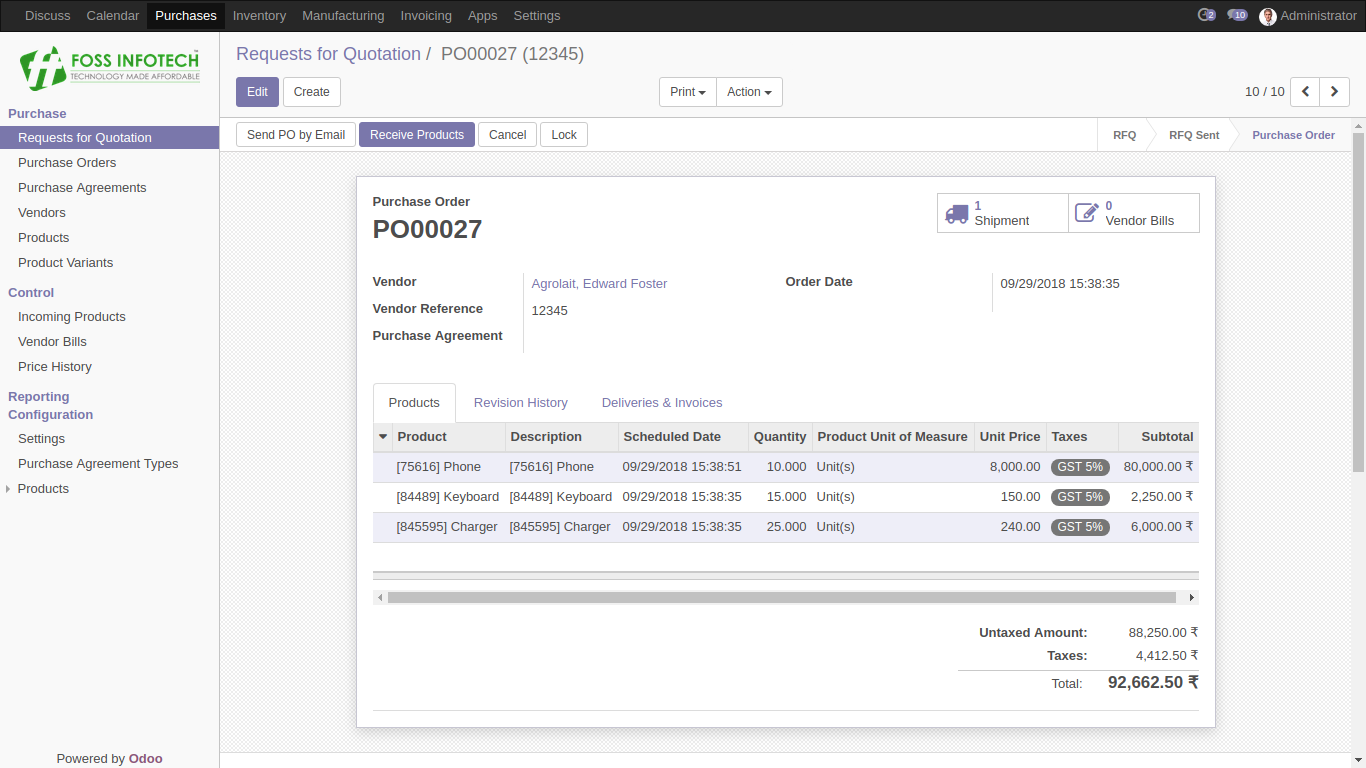 Discuss Calendar Purchases Inventory Manufacturing Invoicing Apps Settings 2 10 Administrator
FOSS INFOTECH
TECHNOLOGY MADE AFFORDABLE
Requests for Quotation / PO00027 (12345)
Edit Create Print Action 10 / 10
Purchase
Requests for Quotation
Purchase Orders
Purchase Agreements
Vendors
Products
Product Variants
Control
Incoming Products
Vendor Bills
Price History
Reporting
Configuration
Settings
Purchase Agreement Types
Products
Powered by Odoo
Send PO by Email Receive Products Cancel Lock RFQ RFQ Sent Purchase Order
Purchase Order
PO00027
1 Shipment
0 Vendor Bills
Vendor Agrolait, Edward Foster Order Date 09/29/2018 15:38:35
Vendor Reference 12345
Purchase Agreement
Products Revision History Deliveries & Invoices
Product Description Scheduled Date Quantity Product Unit of Measure Unit Price Taxes Subtotal
[75616] Phone [75616] Phone 09/29/2018 15:38:51 10.000 Unit(s) 8,000.00 GST 5% 80,000.00 ₹
[84489] Keyboard [84489] Keyboard 09/29/2018 15:38:35 15.000 Unit(s) 150.00 GST 5% 2,250.00 ₹
[845595] Charger [845595] Charger 09/29/2018 15:38:35 25.000 Unit(s) 240.00 GST 5% 6,000.00 ₹
Untaxed Amount: 88,250.00 ₹
Taxes: 4,412.50 ₹
Total: 92,662.50 ₹